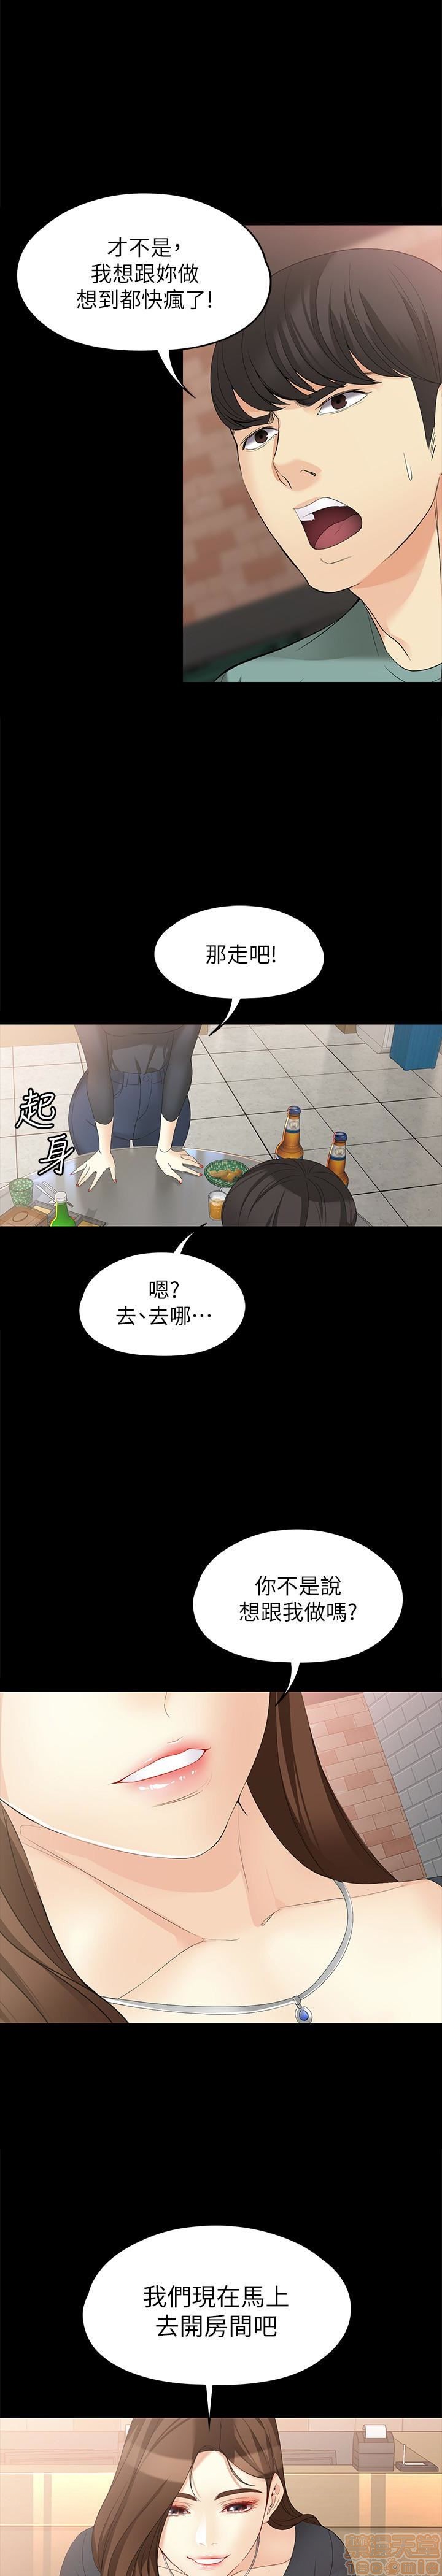 才不是，
我想跟妳做
想到都快瘋了!
那走吧!
起身
嗯?
去、去哪…
你不是說
想跟我做嗎?
我們現在馬上
去開房間吧